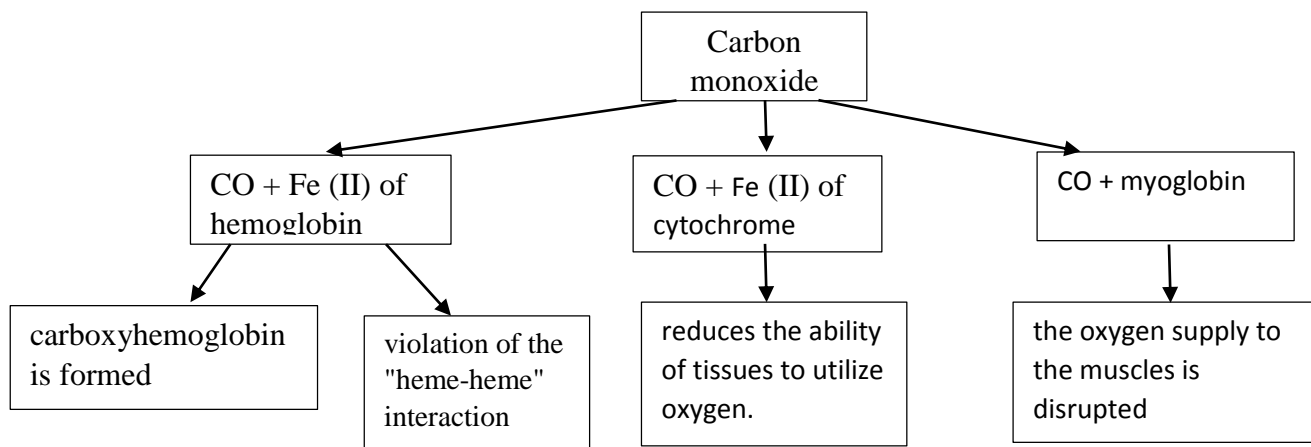 Carbon
monoxide
CO + Fe (II) of
hemoglobin
CO + Fe (II) of
cytochrome
CO + myoglobin
carboxyhemoglobin
is formed
violation of the
"heme-heme"
interaction
reduces the ability
of tissues to utilize
oxygen.
the oxygen supply to
the muscles is
disrupted